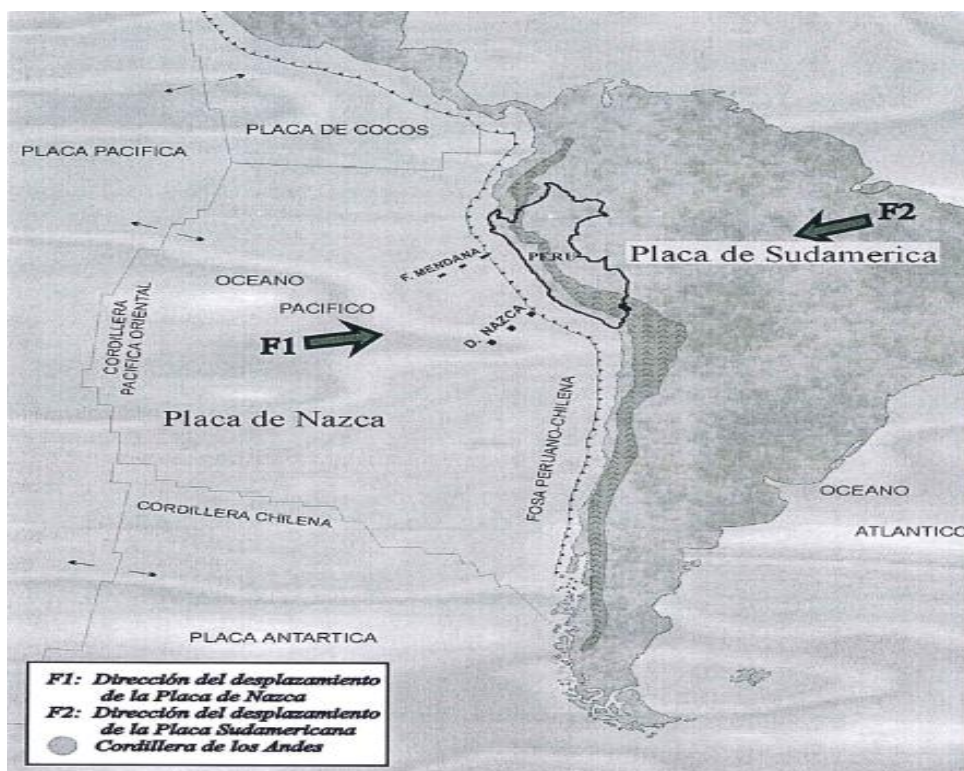 PLACA DE COCOS
PLACA PACIFICA
F2
PERU
Placa de Sudamerica
F. MENDANA
OCEANO
PACIFICO
D. NAZCA
F1
CORDILLERA
PACIFICA ORIENTAL
Placa de Nazca
FOSA PERUANO-CHILENA
OCEANO
ATLANTICO
CORDILLERA CHILENA
PLACA ANTARTICA
F1: Dirección del desplazamiento
de la Placa de Nazca
F2: Dirección del desplazamiento
de la Placa Sudamericana
Cordillera de los Andes